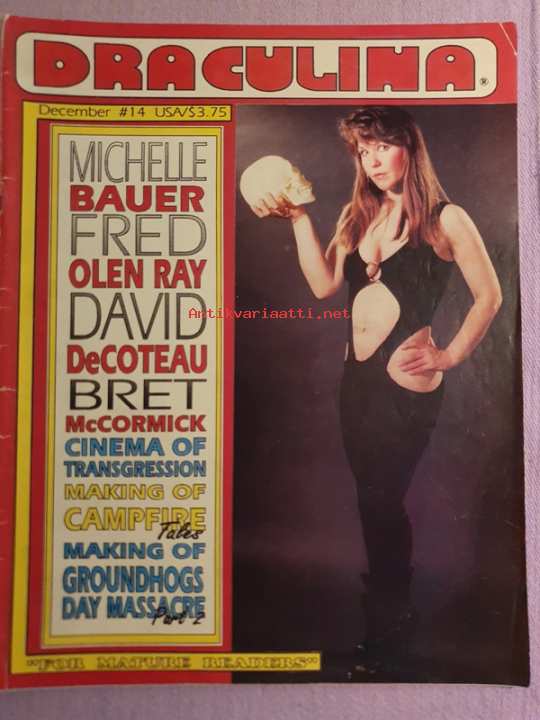 DRACULINA®
December #14 USA/$3.75
MICHELLE
BAUER
FRED
OLEN RAY
DAVID
DeCOTEAU
BRET
McCORMICK
CINEMA OF
TRANSGRESSION
MAKING OF
CAMPFIRE
Tales
MAKING OF
GROUNDHOGS
DAY MASSACRE
Part 2
"FOR MATURE READERS"
Antikvariaatti.net